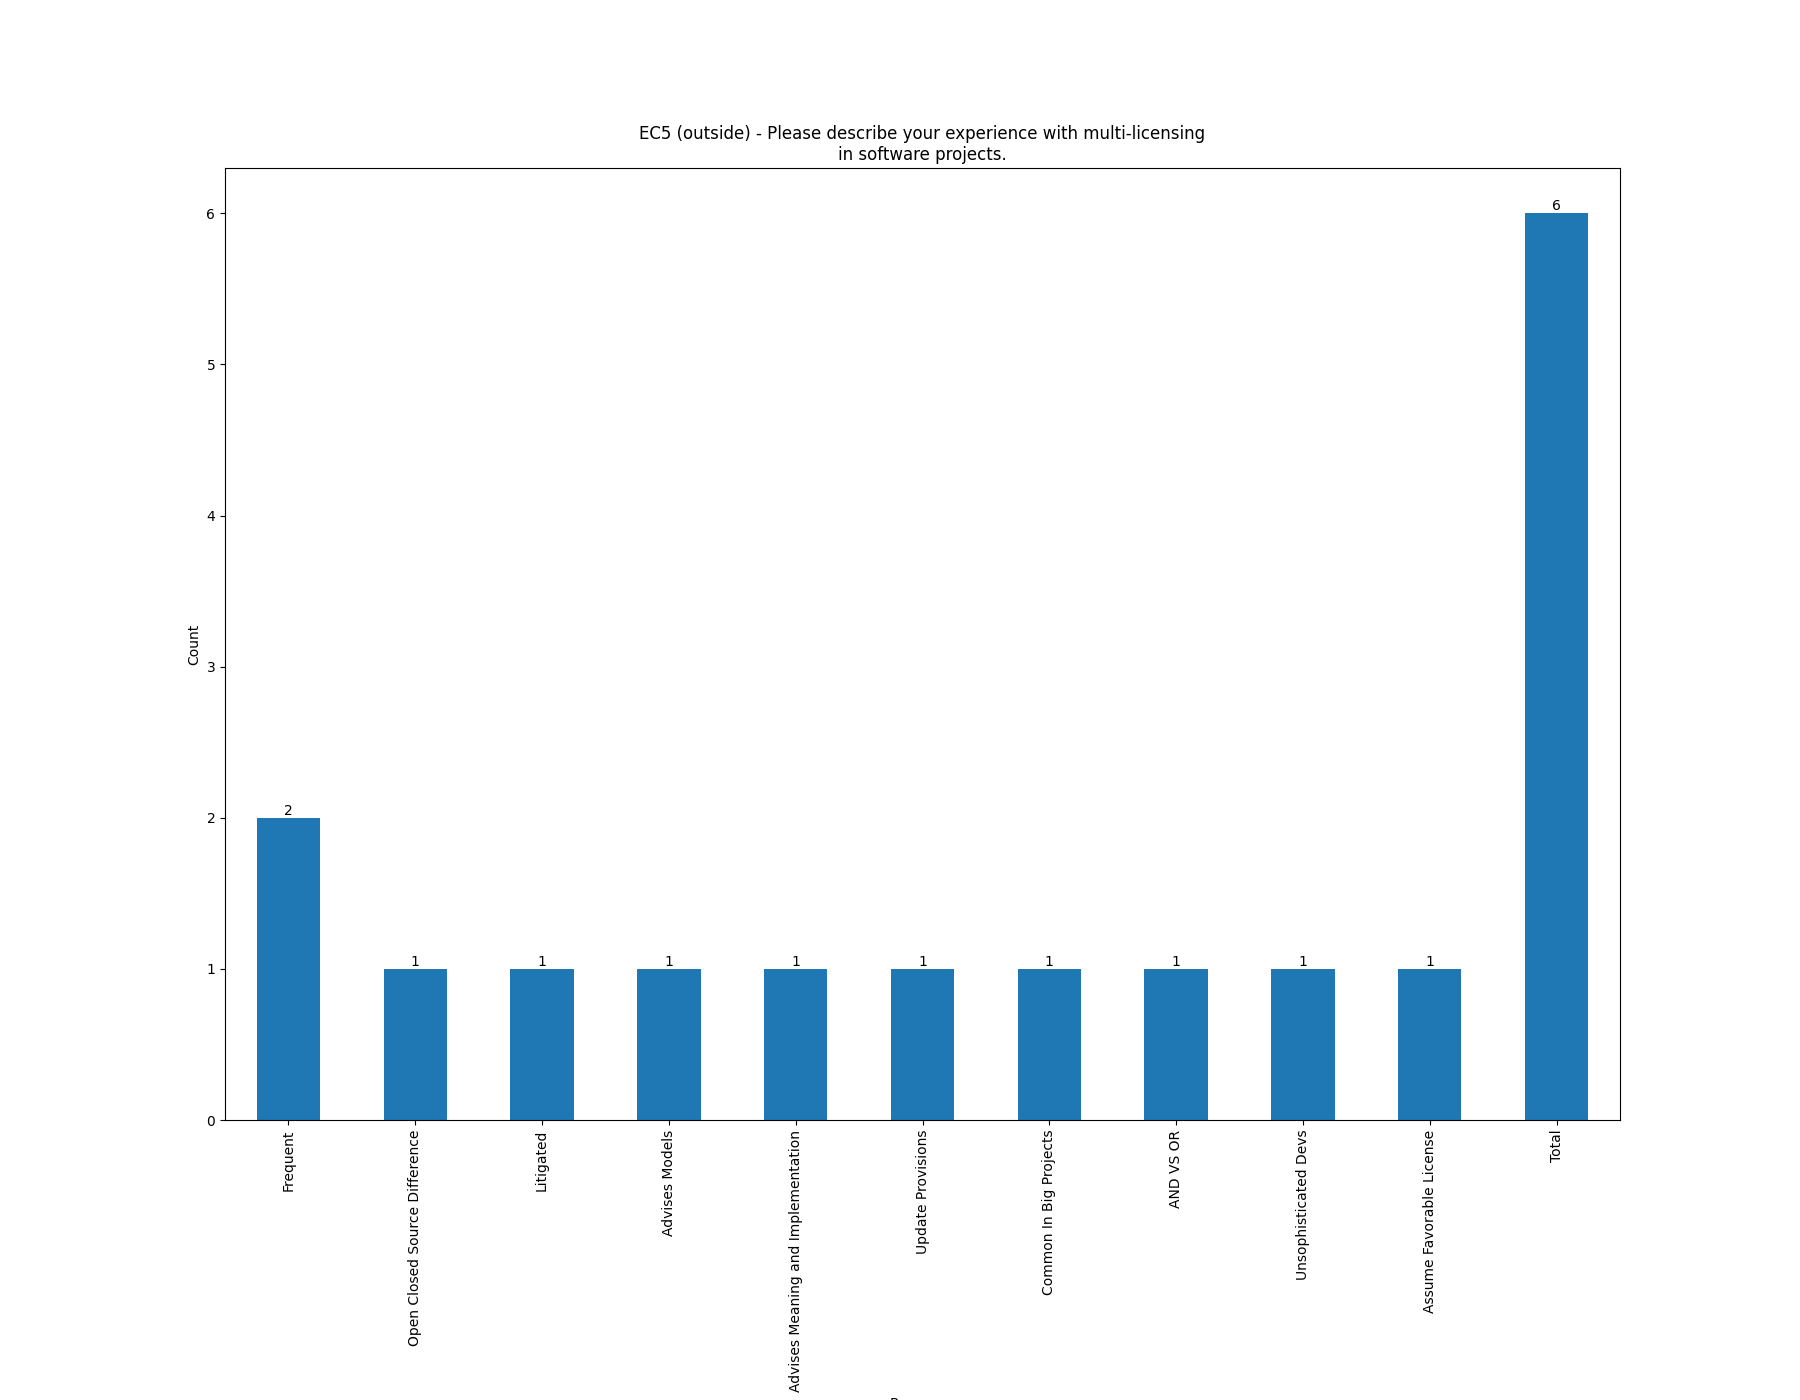 EC5 (outside) - Please describe your experience with multi-licensing
in software projects.
Count
6
5
4
3
2
1
0
2
1
1
1
1
1
1
1
1
1
6
Frequent
Open Closed Source Difference
Litigated
Advises Models
Advises Meaning and Implementation
Update Provisions
Common In Big Projects
AND VS OR
Unsophisticated Devs
Assume Favorable License
Total